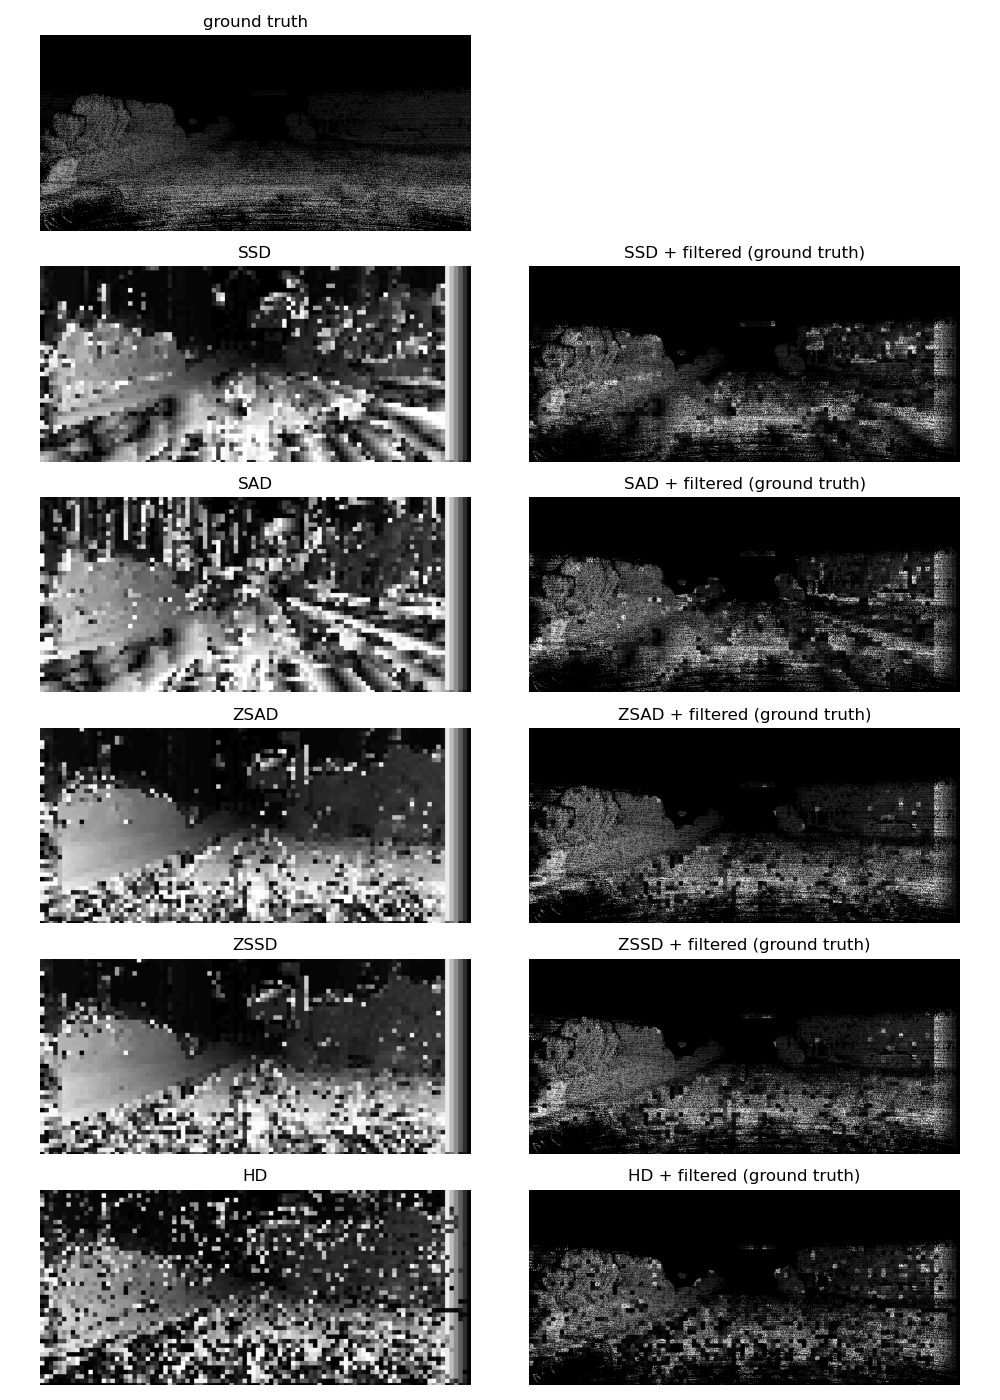 ground truth
SSD
SSD + filtered (ground truth)
SAD
SAD + filtered (ground truth)
ZSAD
ZSAD + filtered (ground truth)
ZSSD
ZSSD + filtered (ground truth)
HD
HD + filtered (ground truth)